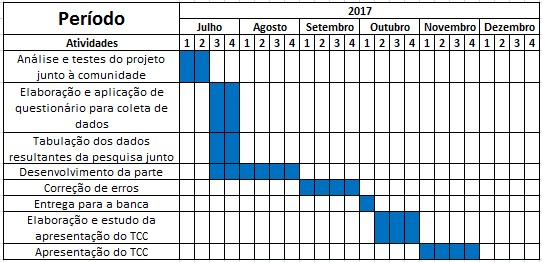 Período
2017
Julho Agosto Setembro Outubro Novembro Dezembro
Atividades
1 2 3 4 1 2 3 4 1 2 3 4 1 2 3 4 1 2 3 4 1 2 3 4
Análise e testes do projeto
junto à comunidade
Elaboração e aplicação de
questionário para coleta de
dados
Tabulação dos dados
resultantes da pesquisa junto
Desenvolvimento da parte
Correção de erros
Entrega para a banca
Elaboração e estudo da
apresentação do TCC
Apresentação do TCC